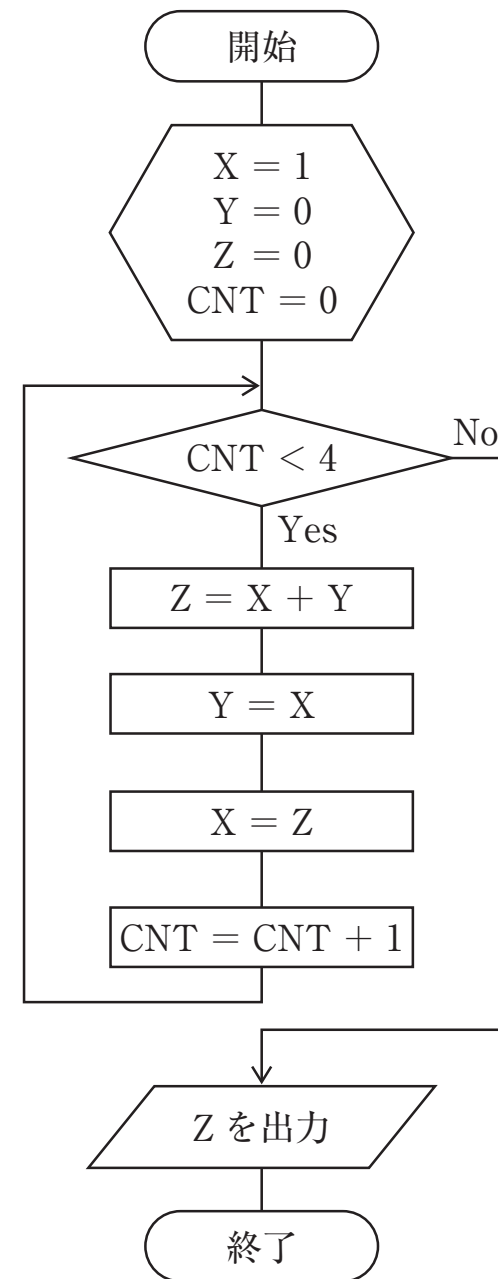 開始
X = 1
Y = 0
Z = 0
CNT = 0
CNT < 4
No
Yes
Z = X + Y
Y = X
X = Z
CNT = CNT + 1
Z を出力
終了